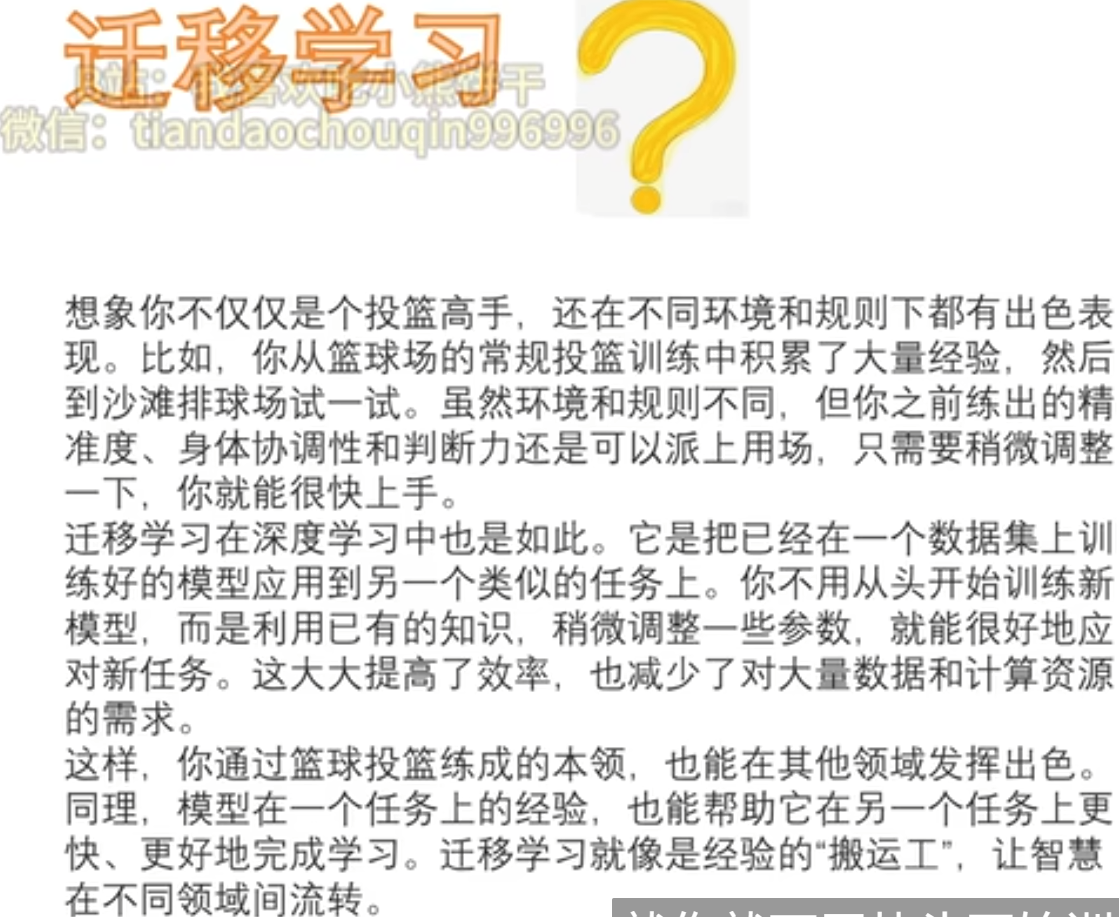 迁移学习
微信：tiandaochouqin996996
想象你不仅仅是个投篮高手，还在不同环境和规则下都有出色表
现。比如，你从篮球场的常规投篮训练中积累了大量经验，然后
到沙滩排球场试一试。虽然环境和规则不同，但你之前练出的精
准度、身体协调性和判断力还是可以派上用场，只需要稍微调整
一下，你就能很快上手。
迁移学习在深度学习中也是如此。它是把已经在一个数据集上训
练好的模型应用到另一个类似的任务上。你不用从头开始训练新
模型，而是利用已有的知识，稍微调整一些参数，就能很好地应
对新任务。这大大提高了效率，也减少了对大量数据和计算资源
的需求。
这样，你通过篮球投篮练成的本领，也能在其他领域发挥出色。
同理，模型在一个任务上的经验，也能帮助它在另一个任务上更
快、更好地完成学习。迁移学习就像是经验的“搬运工”，让智慧
在不同领域间流转。